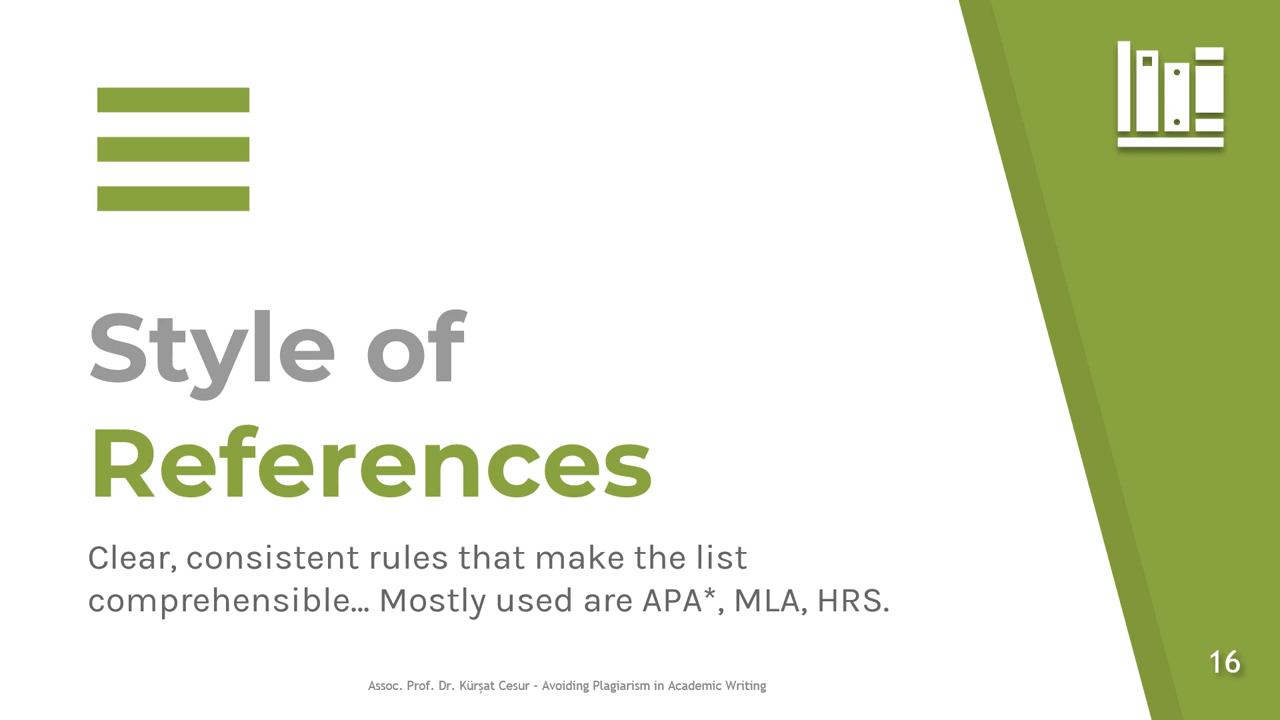 Style of
References
Clear, consistent rules that make the list
comprehensible… Mostly used are APA*, MLA, HRS.
Assoc. Prof. Dr. Kürşat Cesur - Avoiding Plagiarism in Academic Writing
16